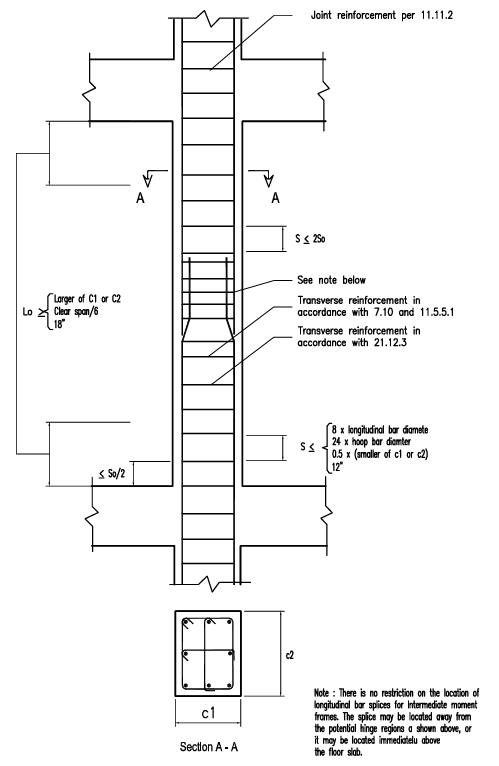 Joint reinforcement per 11.11.2
A
A
S ≤ 2So
See note below
Transverse reinforcement in
accordance with 7.10 and 11.5.5.1
Transverse reinforcement in
accordance with 21.12.3
Lo ≥
Larger of C1 or C2
Clear span/6
18"
S ≤
8 x longitudinal bar diamete
24 x hoop bar diamter
0.5 x (smaller of c1 or c2)
12"
≤ So/2
c2
c1
Section A - A
Note : There is no restriction on the location of
longitudinal bar splices for Intermediate moment
frames. The splice may be located away from
the potential hinge regions a shown above, or
it may be located immediatelu above
the floor slab.